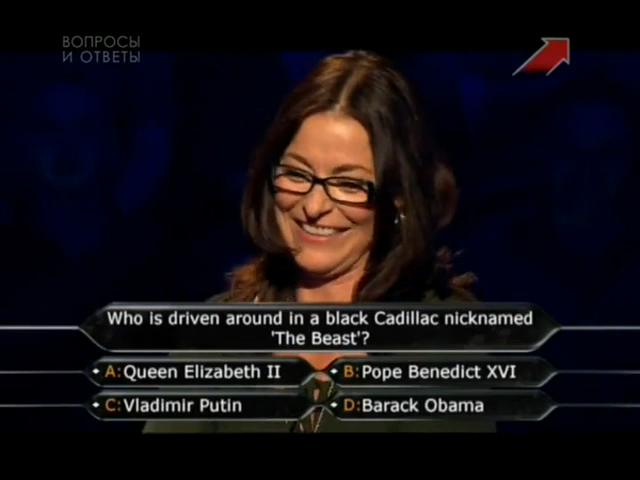 ВОПРОСЫ
И ОТВЕТЫ
Who is driven around in a black Cadillac nicknamed
'The Beast'?
A:Queen Elizabeth II
B:Pope Benedict XVI
C:Vladimir Putin
D:Barack Obama